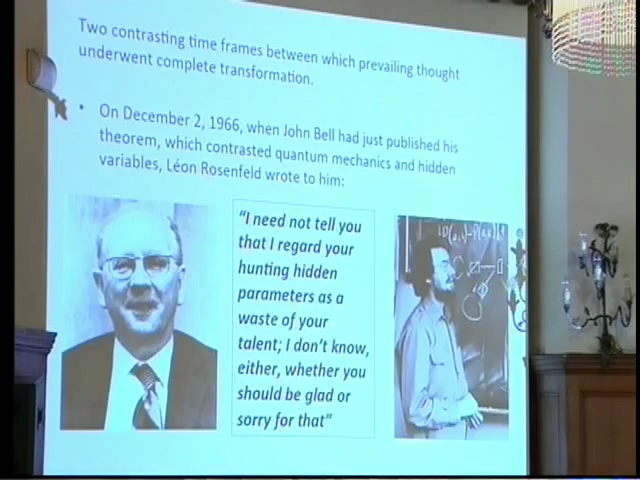 Two contrasting time frames between which prevailing thought
underwent complete transformation.
• On December 2, 1966, when John Bell had just published his
theorem, which contrasted quantum mechanics and hidden
variables, Léon Rosenfeld wrote to him:
“I need not tell you
that I regard your
hunting hidden
parameters as a
waste of your
talent; I don’t know,
either, whether you
should be glad or
sorry for that”